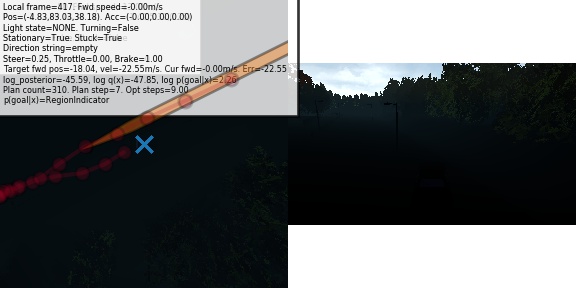 Local frame=417. Fwd speed=-0.00m/s
Pos=(-4.83,83.03,38.18). Acc=(-0.00;0.00;0.00)
Light state=NONE. Turning=False
Stationary=True. Stuck=True
Direction string=empty
Steer=0.25, Throttle=0.00, Brake=1.00
Target fwd pos=-18.04, vel=-22.55m/s. Cur fwd=-0.00m/s. Err=-22.55
log_posterior=-45.59, log q(x)=-47.85, log p(goal|x)=2.26
Plan count=310. Plan step=7. Opt steps=9.00
p(goal|x)=RegionIndicator